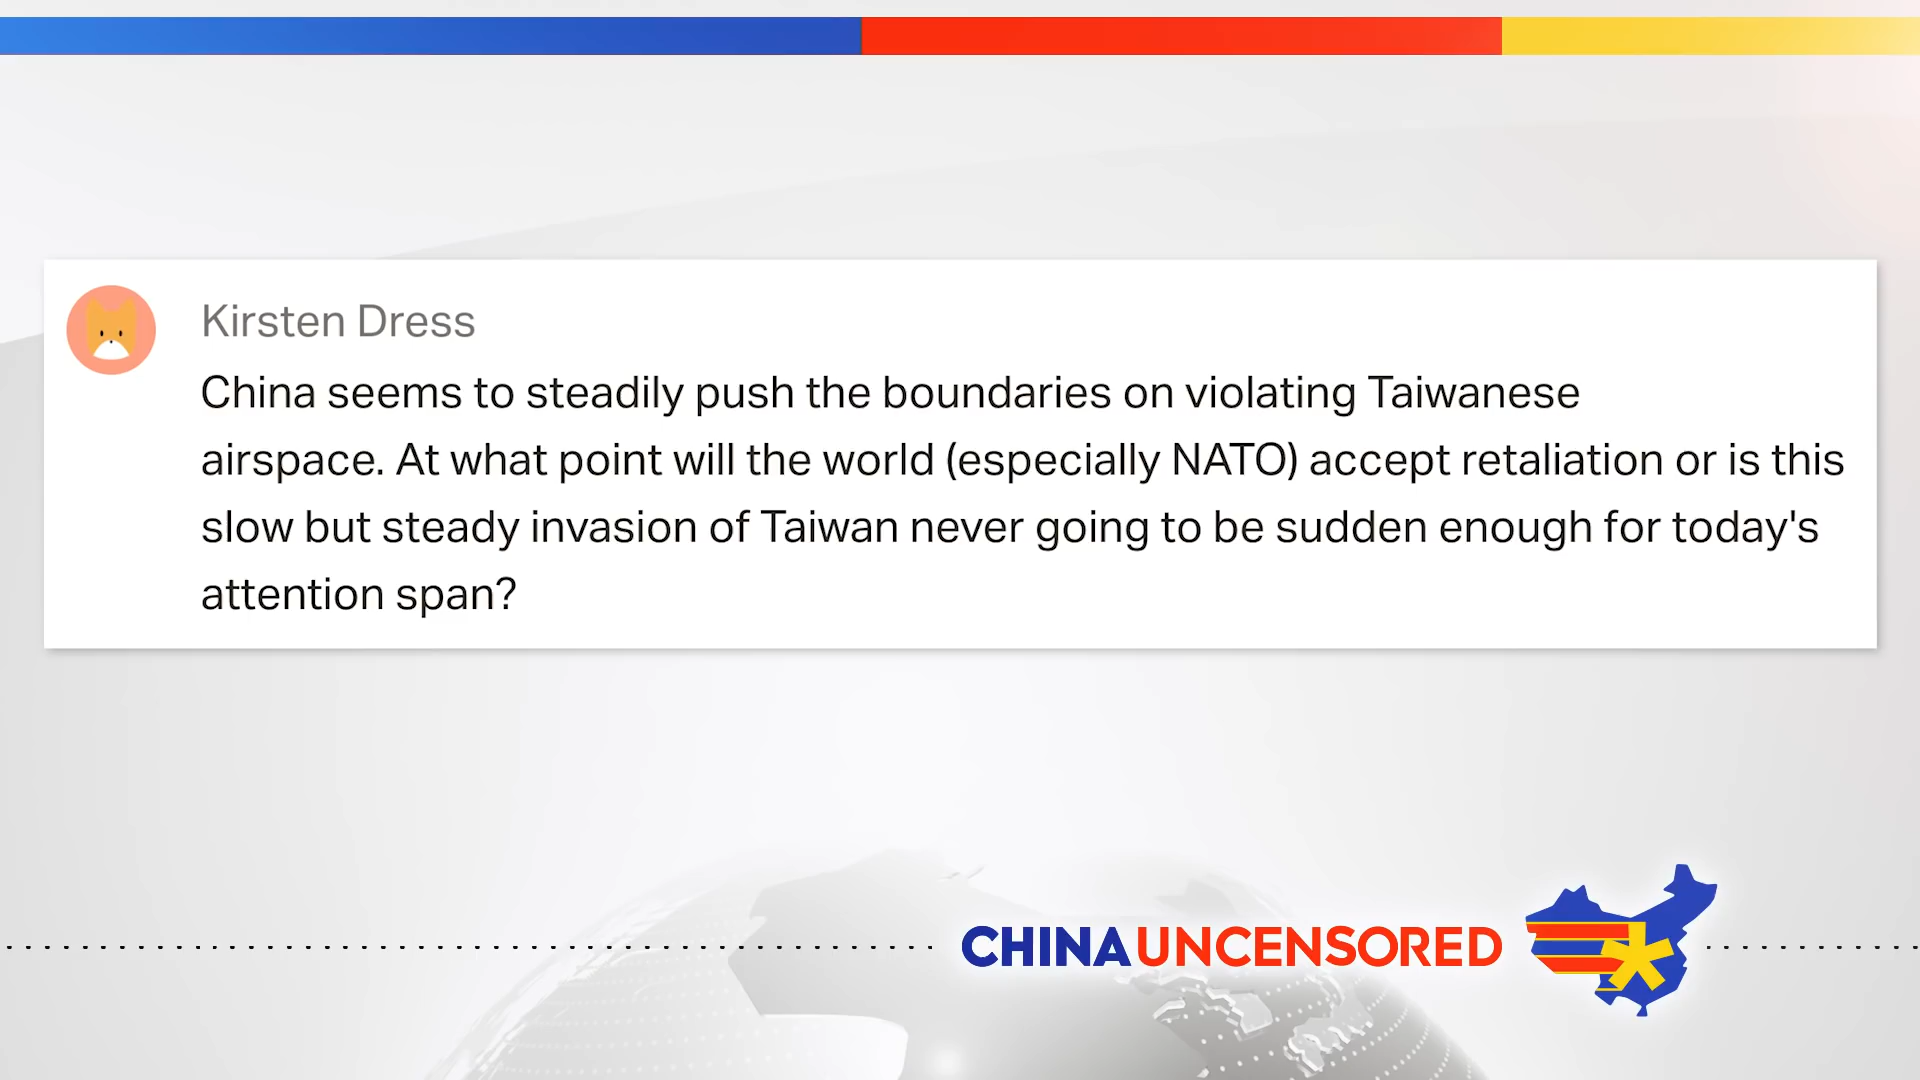 Kirsten Dress
China seems to steadily push the boundaries on violating Taiwanese
airspace. At what point will the world (especially NATO) accept retaliation or is this
slow but steady invasion of Taiwan never going to be sudden enough for today's
attention span?
CHINAUNCENSORED